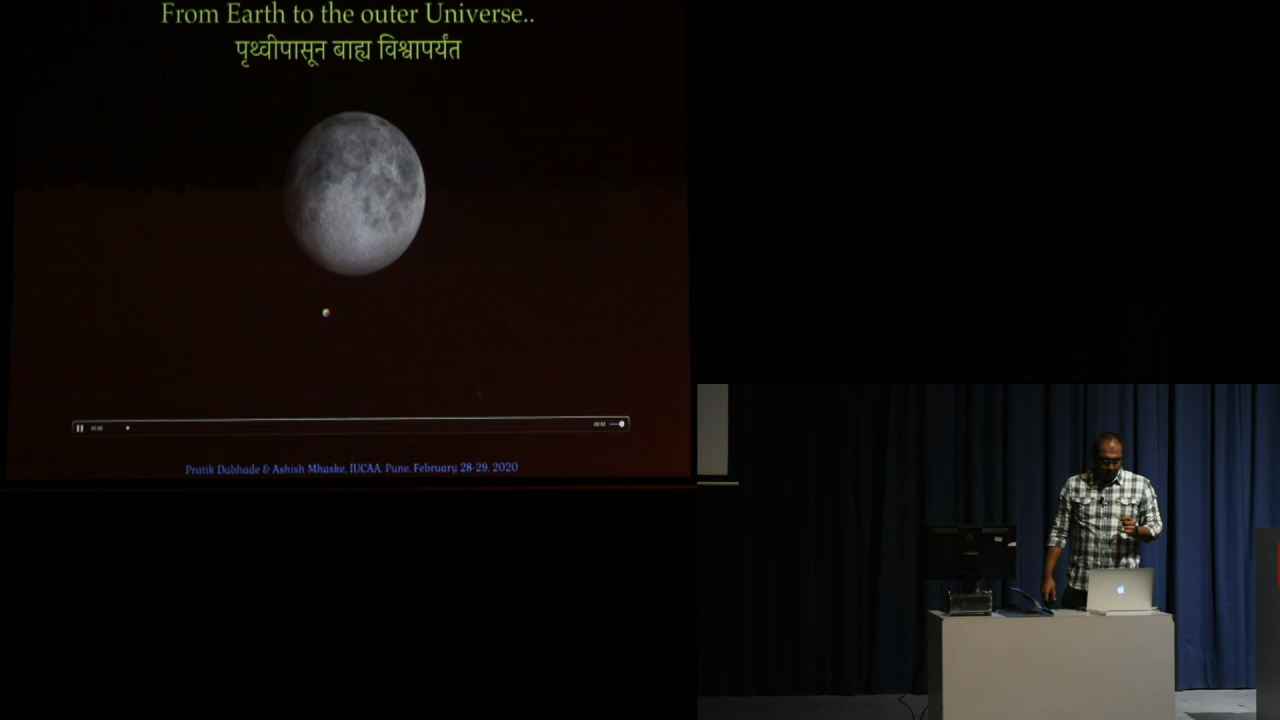 From Earth to the outer Universe..
पृथ्वीपासून बाह्य विश्वापर्यंत
Pratik Dabhade & Ashish Mhaske, IUCAA, Pune, February 28-29, 2020